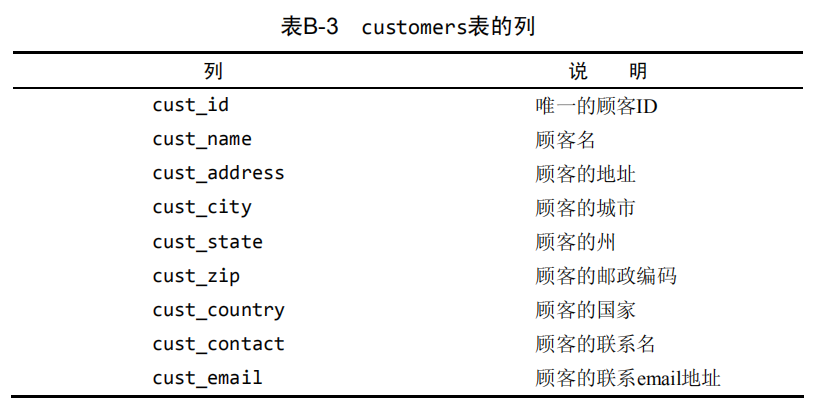 表B-3 customers表的列
列 说 明
cust_id 唯一的顾客ID
cust_name 顾客名
cust_address 顾客的地址
cust_city 顾客的城市
cust_state 顾客的州
cust_zip 顾客的邮政编码
cust_country 顾客的国家
cust_contact 顾客的联系名
cust_email 顾客的联系email地址